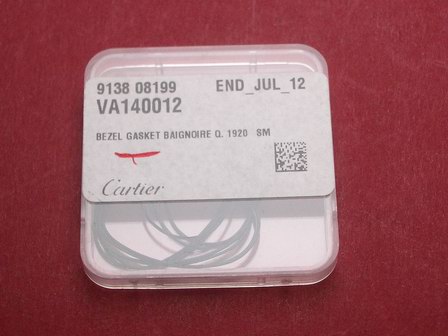 9138 08199 END_JUL_12
VA140012
BEZEL GASKET BAIGNOIRE Q. 1920 SM
Cartier